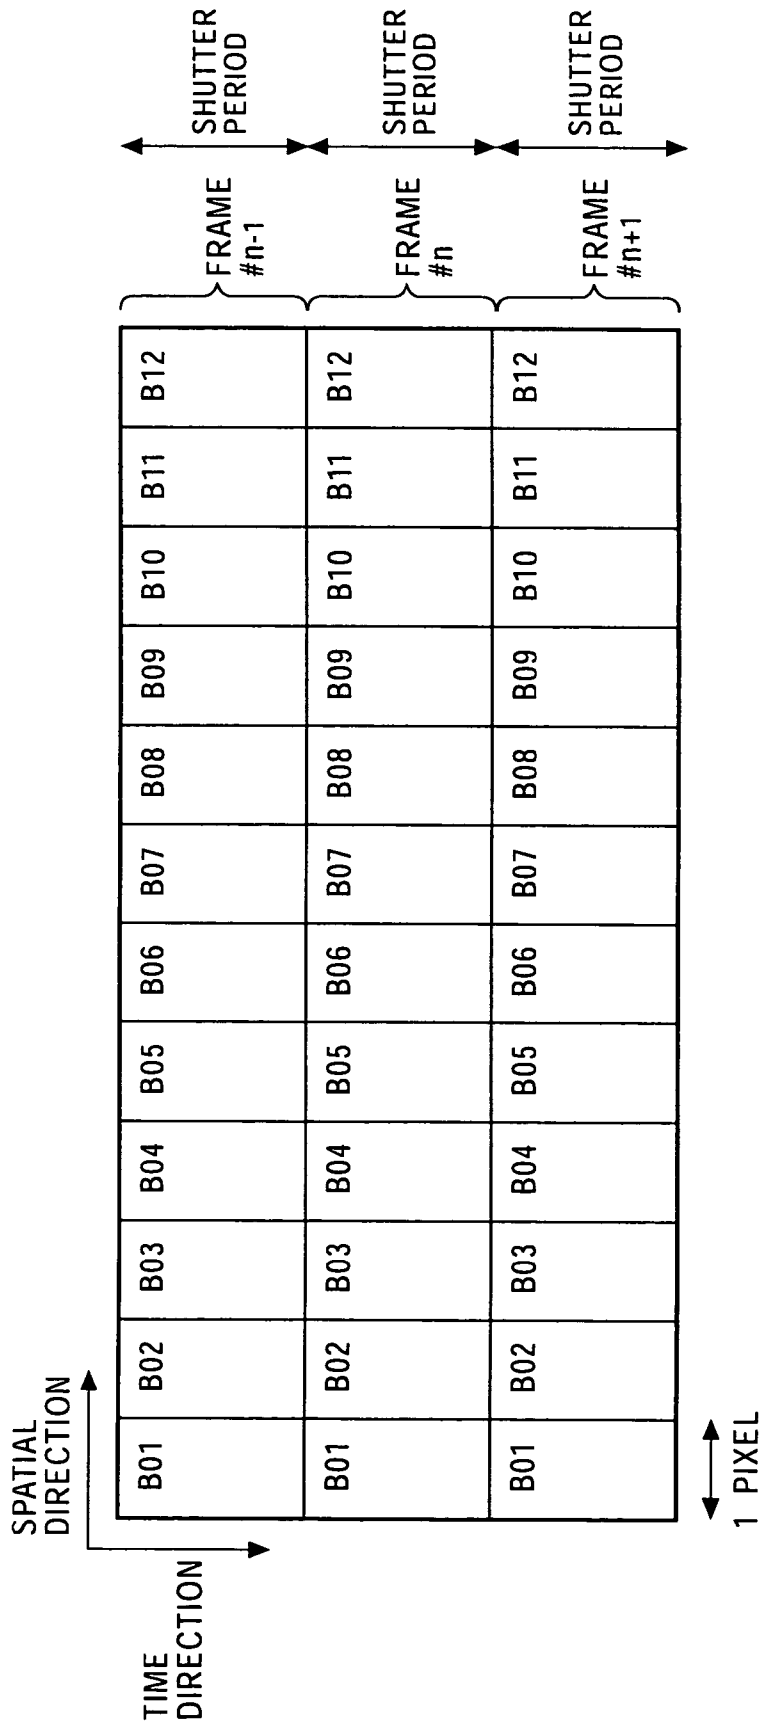 SPATIAL
DIRECTION
TIME
DIRECTION
B01 B02 B03 B04 B05 B06 B07 B08 B09 B10 B11 B12
FRAME
#n-1
SHUTTER
PERIOD
B01 B02 B03 B04 B05 B06 B07 B08 B09 B10 B11 B12
FRAME
#n
SHUTTER
PERIOD
B01 B02 B03 B04 B05 B06 B07 B08 B09 B10 B11 B12
FRAME
#n+1
SHUTTER
PERIOD
1 PIXEL